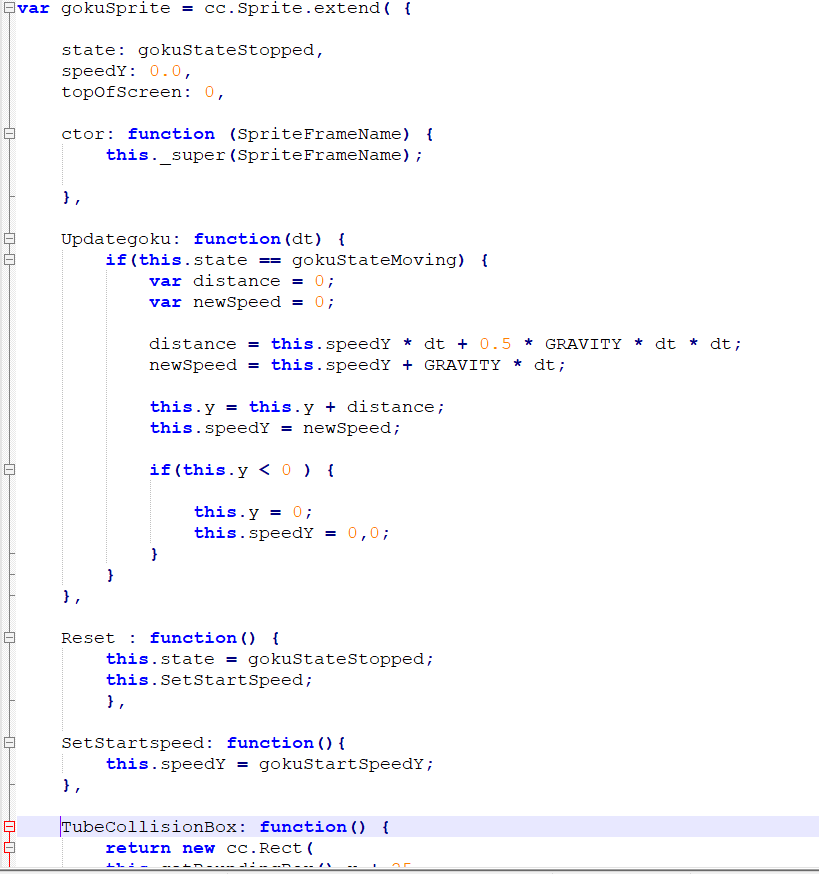 var gokuSprite = cc.Sprite.extend( {
state: gokuStateStopped,
speedY: 0.0,
topOfScreen: 0,
ctor: function (SpriteFrameName) {
this._super(SpriteFrameName);
},
Updategoku: function(dt) {
if(this.state == gokuStateMoving) {
var distance = 0;
var newSpeed = 0;
distance = this.speedY * dt + 0.5 * GRAVITY * dt * dt;
newSpeed = this.speedY + GRAVITY * dt;
this.y = this.y + distance;
this.speedY = newSpeed;
if(this.y < 0 ) {
this.y = 0;
this.speedY = 0,0;
}
}
},
Reset : function() {
this.state = gokuStateStopped;
this.SetStartSpeed;
},
SetStartspeed: function(){
this.speedY = gokuStartSpeedY;
},
TubeCollisionBox: function() {
return new cc.Rect(